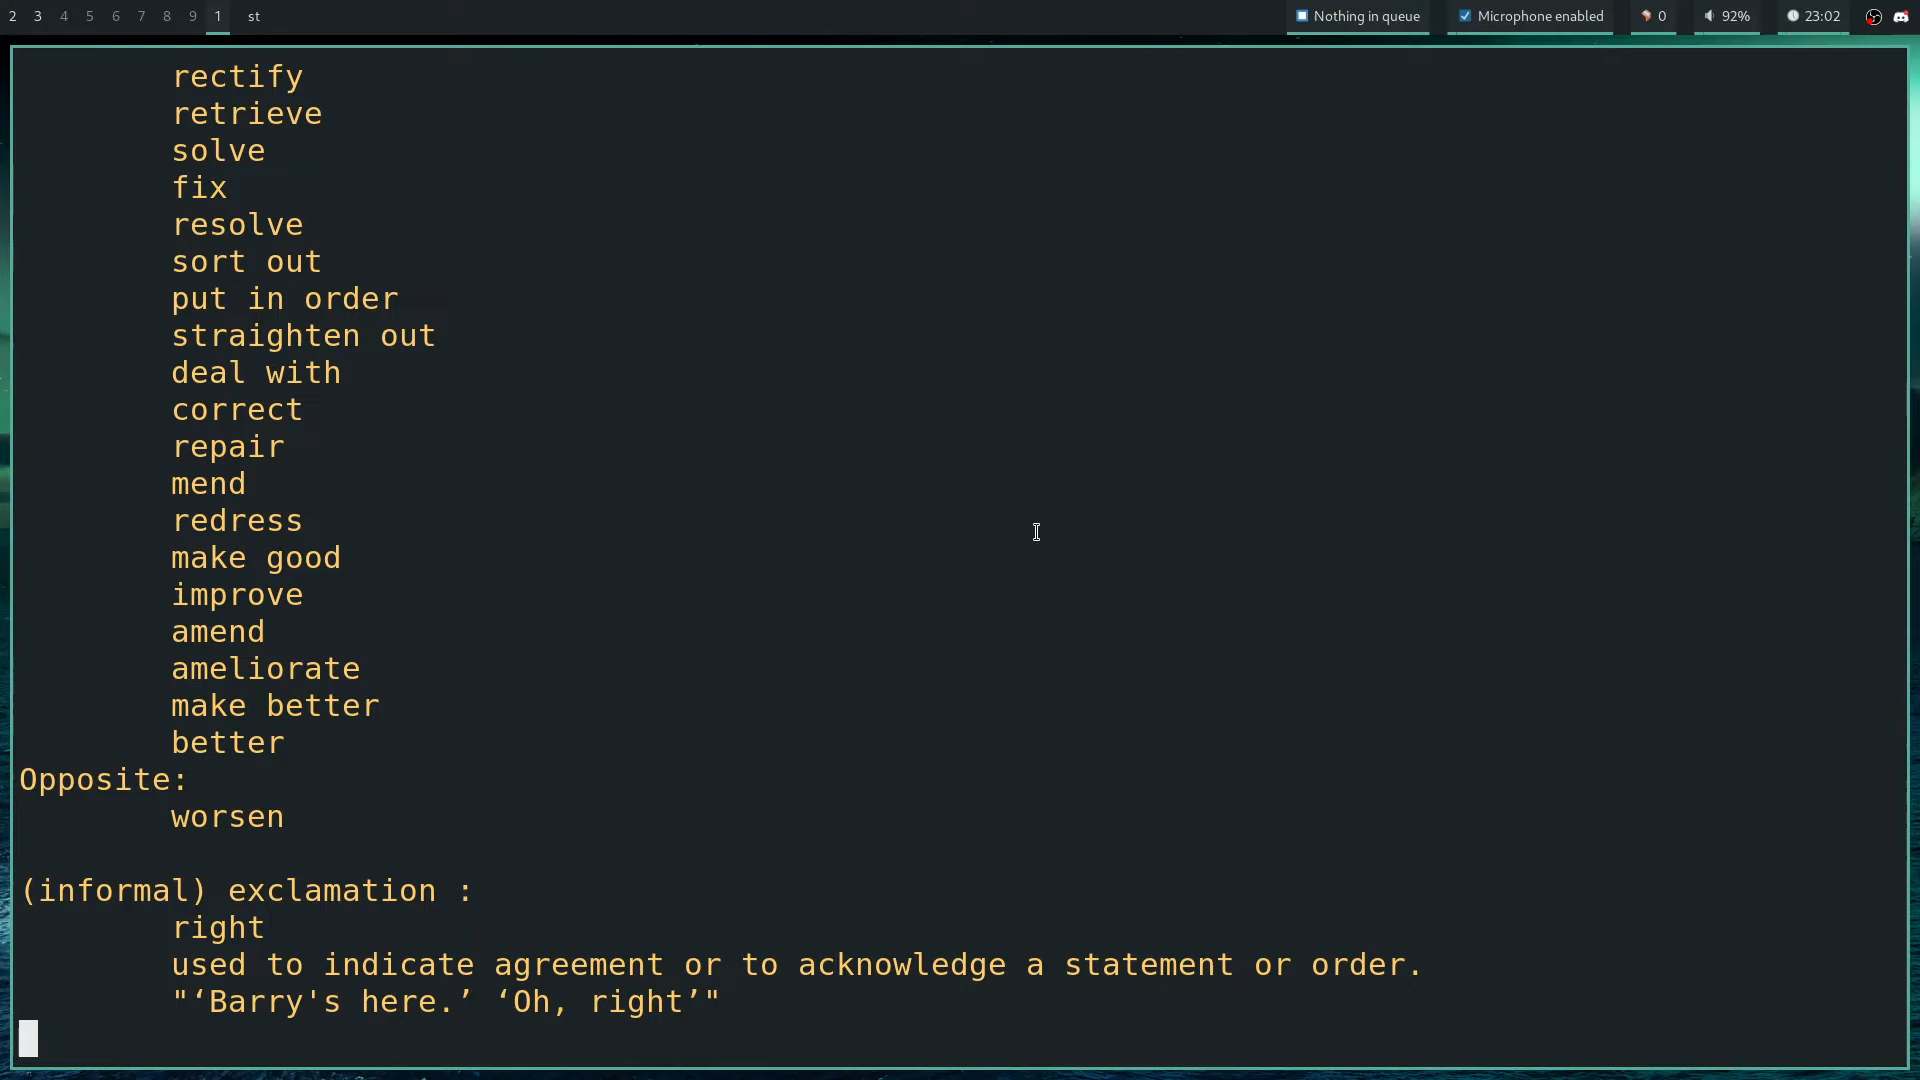 2 3 4 5 6 7 8 9 1 st Nothing in queue Microphone enabled 0 92% 23:02
rectify
retrieve
solve
fix
resolve
sort out
put in order
straighten out
deal with
correct
repair
mend
redress
make good
improve
amend
ameliorate
make better
better
Opposite:
worsen
(informal) exclamation :
right
used to indicate agreement or to acknowledge a statement or order.
"‘Barry's here.’ ‘Oh, right’"